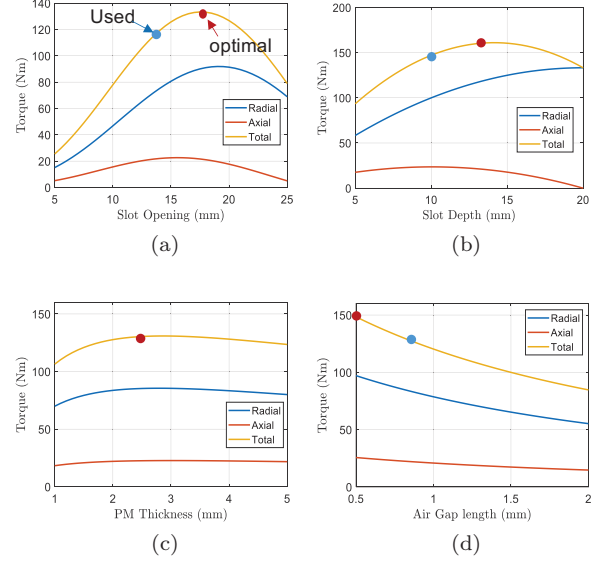 140
120
100
80
60
40
20
0
Torque (Nm)
Used
optimal
Radial
Axial
Total
5 10 15 20 25
Slot Opening (mm)
(a)
200
150
100
50
0
Torque (Nm)
Radial
Axial
Total
5 10 15 20
Slot Depth (mm)
(b)
150
100
50
0
Torque (Nm)
Radial
Axial
Total
1 2 3 4 5
PM Thickness (mm)
(c)
150
100
50
0
Torque (Nm)
Radial
Axial
Total
0.5 1 1.5 2
Air Gap length (mm)
(d)